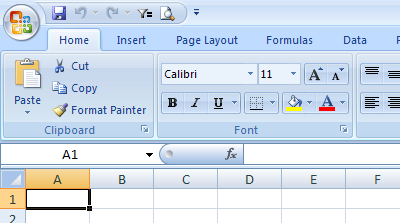 Home Insert Page Layout Formulas Data
Paste
Cut
Copy
Format Painter
Clipboard
Calibri 11 A A
B I U A
Font
A1 fx
A B C D E F
1
2